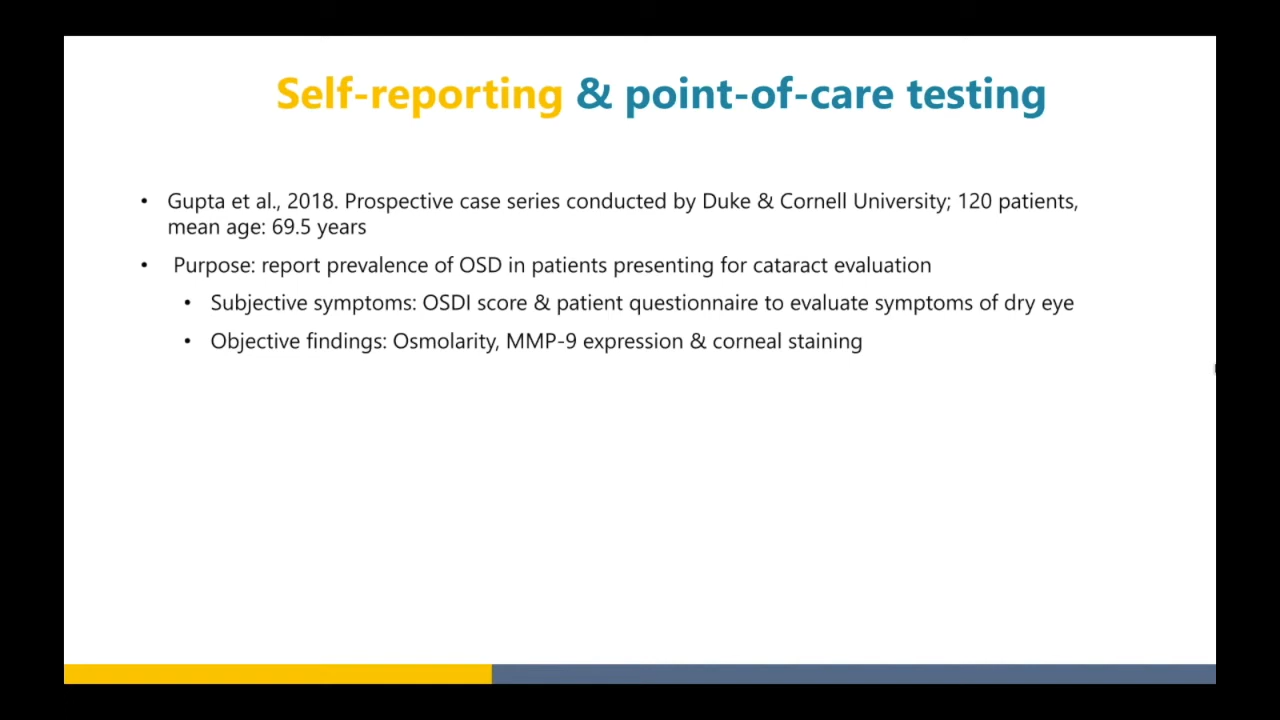 Self-reporting & point-of-care testing
• Gupta et al., 2018. Prospective case series conducted by Duke & Cornell University; 120 patients,
mean age: 69.5 years
• Purpose: report prevalence of OSD in patients presenting for cataract evaluation
• Subjective symptoms: OSDI score & patient questionnaire to evaluate symptoms of dry eye
• Objective findings: Osmolarity, MMP-9 expression & corneal staining